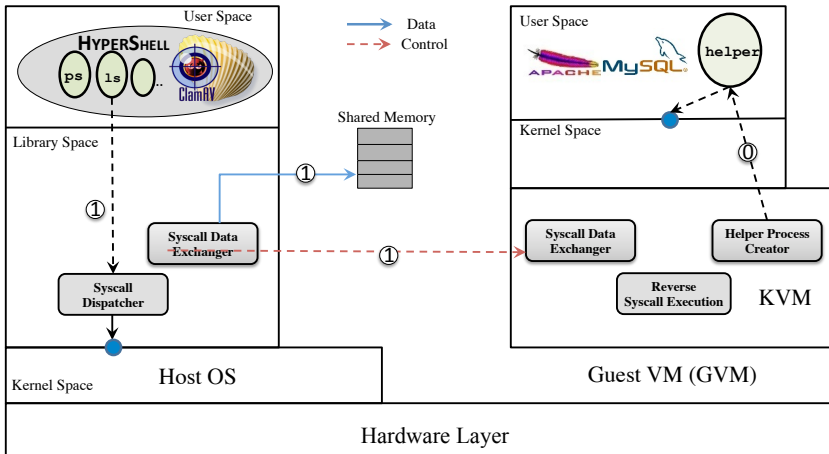 User Space
HYPERSHELL
ps
ls
..
ClamAV
Library Space
①
Syscall Data
Exchanger
Syscall
Dispatcher
Kernel Space
Host OS
Data
Control
Shared Memory
①
①
User Space
APACHE
MySQL®
helper
Kernel Space
⓪
Syscall Data
Exchanger
Helper Process
Creator
Reverse
Syscall Execution
KVM
Guest VM (GVM)
Hardware Layer